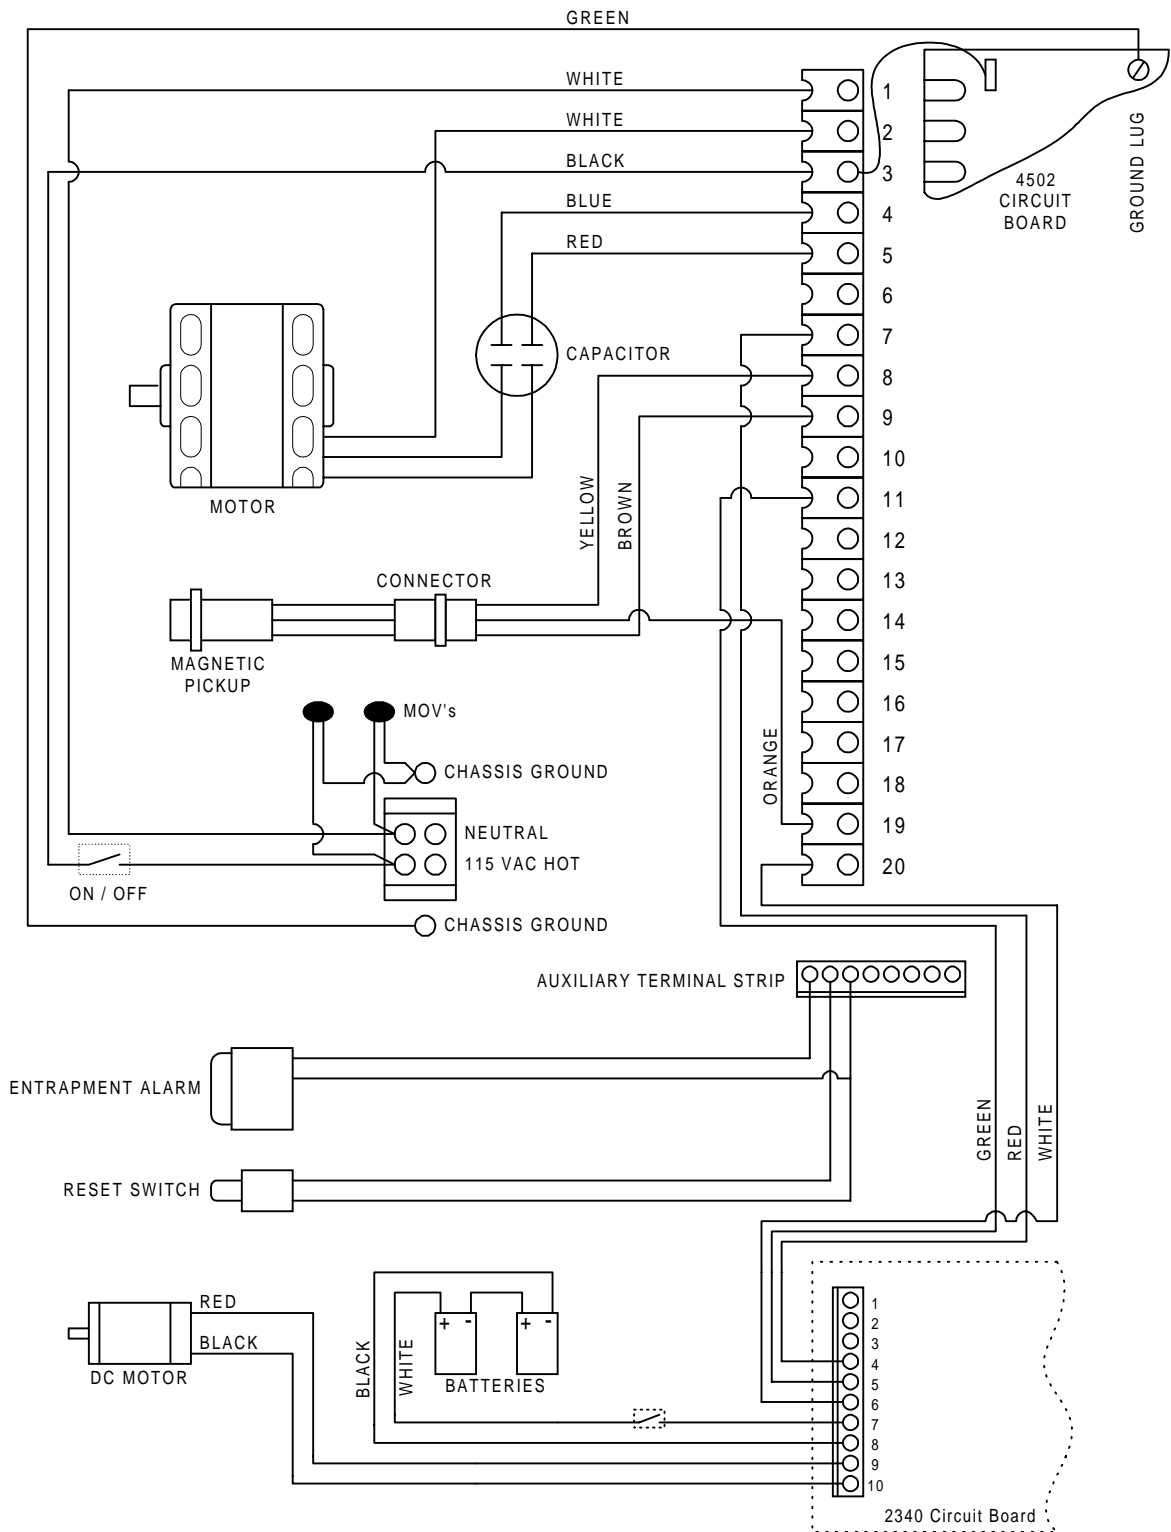 GREEN
WHITE
1
WHITE
2
BLACK
3
4502
CIRCUIT
BOARD
GROUND LUG
BLUE
4
RED
5
6
7
CAPACITOR
8
9
10
MOTOR
YELLOW
BROWN
11
12
CONNECTOR
13
14
MAGNETIC
PICKUP
15
16
MOV's
17
ORANGE
CHASSIS GROUND
18
NEUTRAL
19
115 VAC HOT
20
ON / OFF
CHASSIS GROUND
AUXILIARY TERMINAL STRIP
ENTRAPMENT ALARM
GREEN
RED
WHITE
RESET SWITCH
RED
BLACK
DC MOTOR
BLACK
WHITE
+ -
+ -
BATTERIES
1
2
3
4
5
6
7
8
9
10
2340 Circuit Board